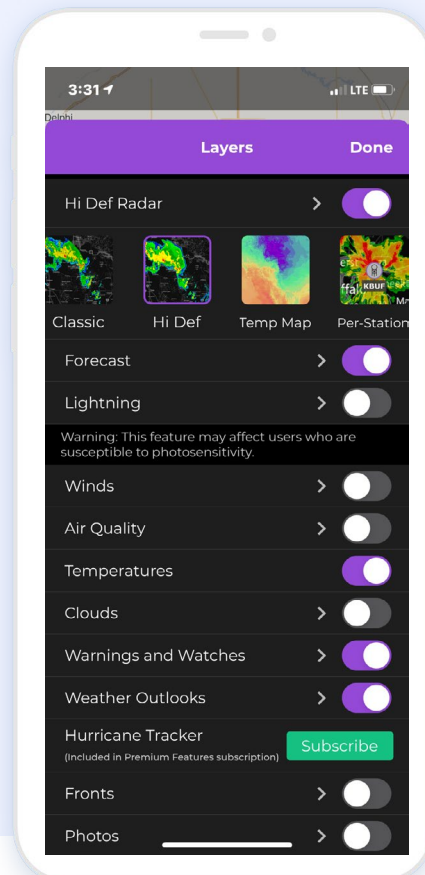 3:31
LTE
Delphi
Layers
Done
Hi Def Radar
Classic
Hi Def
Temp Map
Per-Station
KBUF
Forecast
Lightning
Warning: This feature may affect users who are
susceptible to photosensitivity.
Winds
Air Quality
Temperatures
Clouds
Warnings and Watches
Weather Outlooks
Hurricane Tracker
(Included in Premium Features subscription)
Subscribe
Fronts
Photos